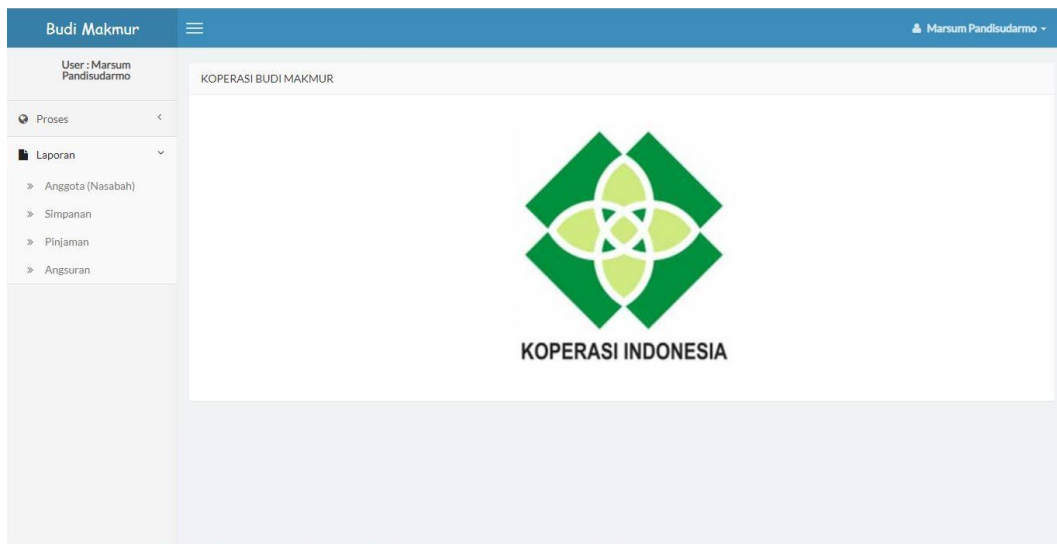 Budi Makmur
Marsum Pandisudarmo
User : Marsum
Pandisudarmo
KOPERASI BUDI MAKMUR
Proses
Laporan
Anggota (Nasabah)
Simpanan
Pinjaman
Angsuran
KOPERASI INDONESIA